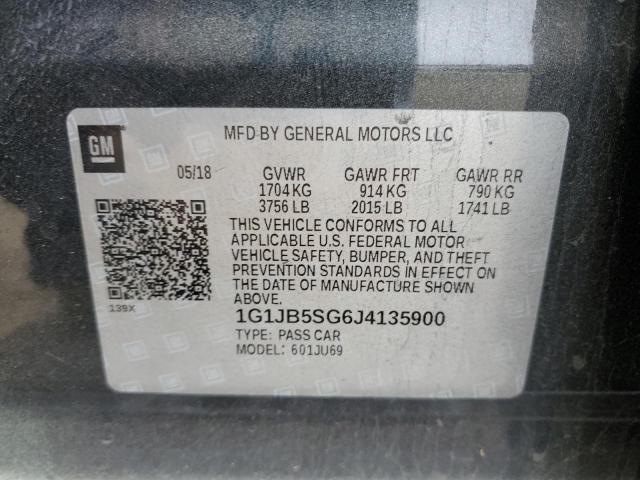 GM
MFD BY GENERAL MOTORS LLC
05/18 GVWR GAWR FRT GAWR RR
1704 KG 914 KG 790 KG
3756 LB 2015 LB 1741 LB
THIS VEHICLE CONFORMS TO ALL
APPLICABLE U.S. FEDERAL MOTOR
VEHICLE SAFETY, BUMPER, AND THEFT
PREVENTION STANDARDS IN EFFECT ON
THE DATE OF MANUFACTURE SHOWN
ABOVE.
139X
1G1JB5SG6J4135900
TYPE: PASS CAR
MODEL: 601JU69